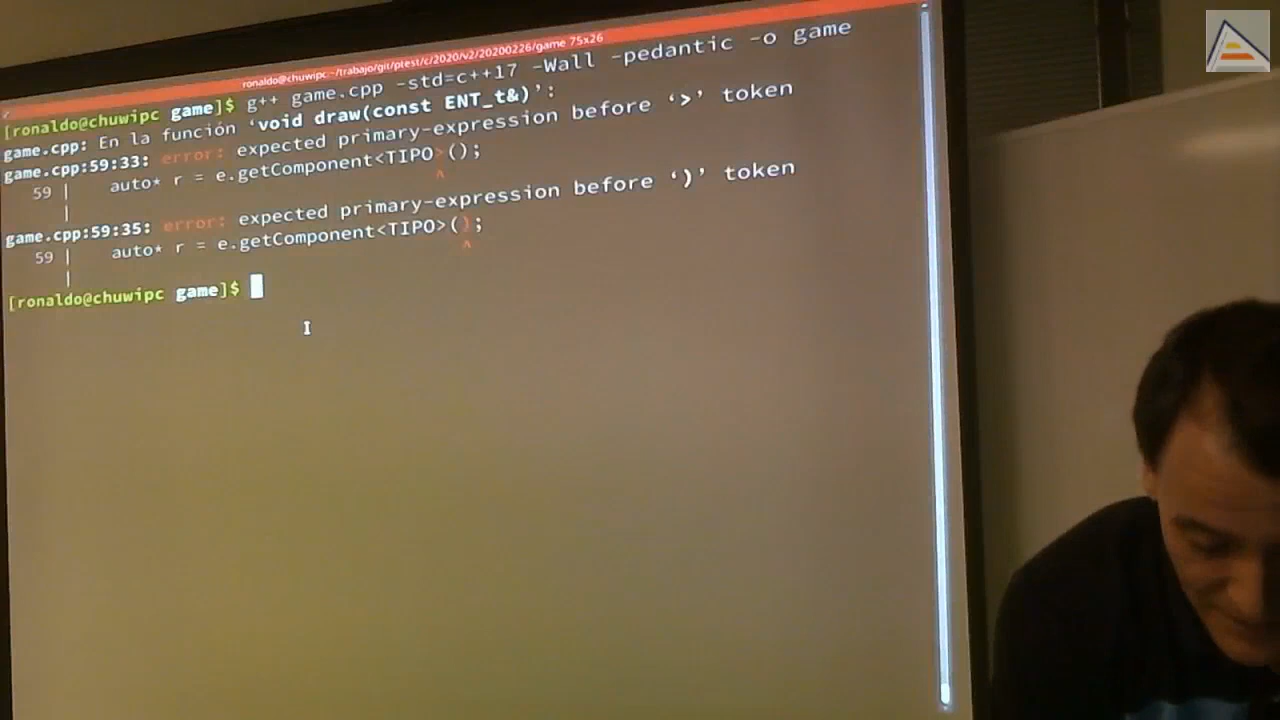 ronaldo@chuwipc:~/trabajo/git/ptest/c/2020/v2/20200226/game 75x26
[ronaldo@chuwipc game]$ g++ game.cpp -std=c++17 -Wall -pedantic -o game
game.cpp: En la función ‘void draw(const ENT_t&)’:
game.cpp:59:33: error: expected primary-expression before ‘>’ token
59 |    auto* r = e.getComponent<TIPO>();
|                                 ^
game.cpp:59:35: error: expected primary-expression before ‘)’ token
59 |    auto* r = e.getComponent<TIPO>();
|                                   ^
[ronaldo@chuwipc game]$